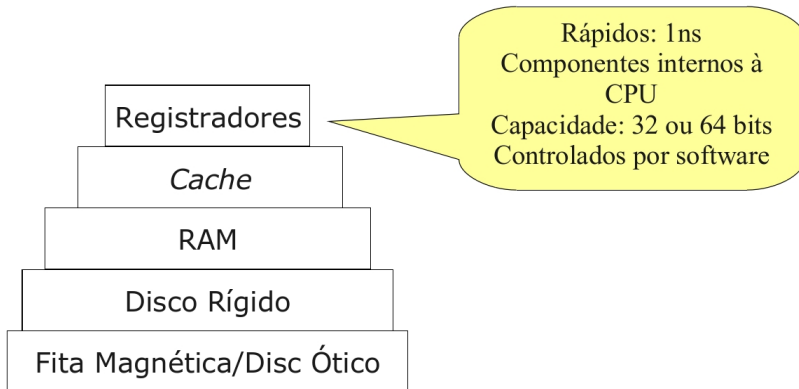 Rápidos: 1ns
Componentes internos à
CPU
Capacidade: 32 ou 64 bits
Controlados por software
Registradores
Cache
RAM
Disco Rígido
Fita Magnética/Disc Ótico